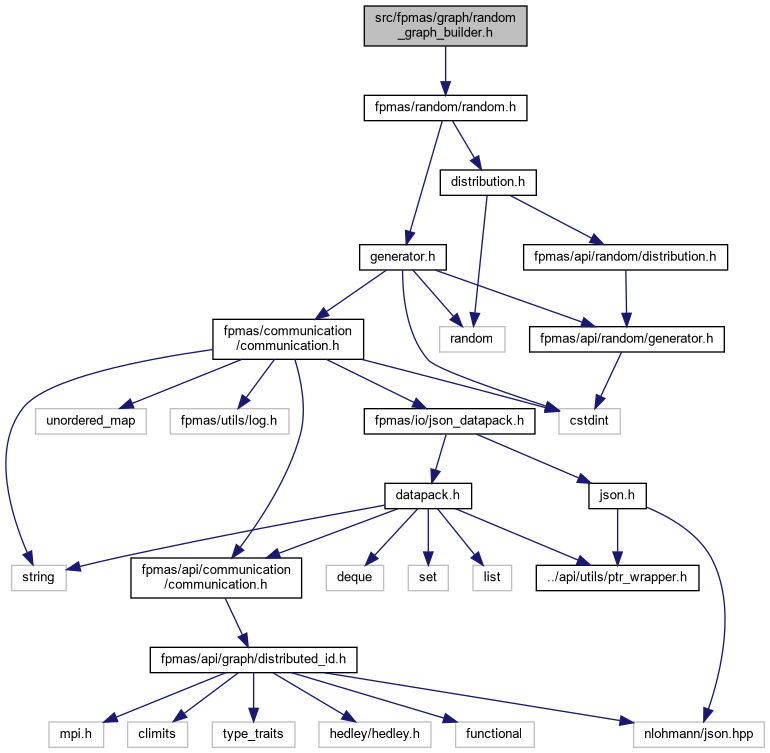 src/fpmas/graph/random
_graph_builder.h
fpmas/random/random.h
distribution.h
generator.h
fpmas/api/random/distribution.h
fpmas/communication
/communication.h
random
fpmas/api/random/generator.h
unordered_map
fpmas/utils/log.h
fpmas/io/json_datapack.h
cstdint
datapack.h
json.h
string
fpmas/api/communication
/communication.h
deque
set
list
../api/utils/ptr_wrapper.h
fpmas/api/graph/distributed_id.h
mpi.h
climits
type_traits
hedley/hedley.h
functional
nlohmann/json.hpp